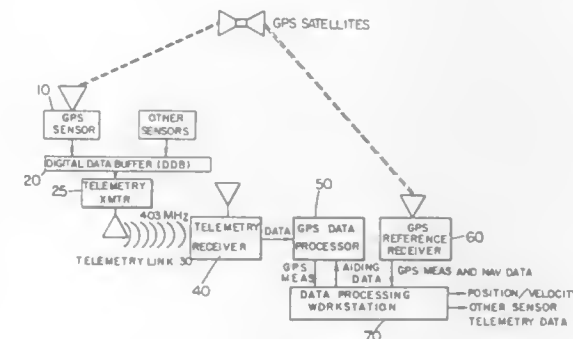 GPS SATELLITES
10
GPS
SENSOR
OTHER
SENSORS
DIGITAL DATA BUFFER (DDB)
20
25
TELEMETRY
XMTR
403 MHz
TELEMETRY LINK 30
TELEMETRY
RECEIVER
40
DATA
50
GPS DATA
PROCESSOR
GPS
REFERENCE
RECEIVER
60
GPS
MEAS
AIDING
DATA
GPS MEAS AND NAV DATA
DATA PROCESSING
WORKSTATION
70
POSITION/VELOCITY
OTHER SENSOR
TELEMETRY DATA